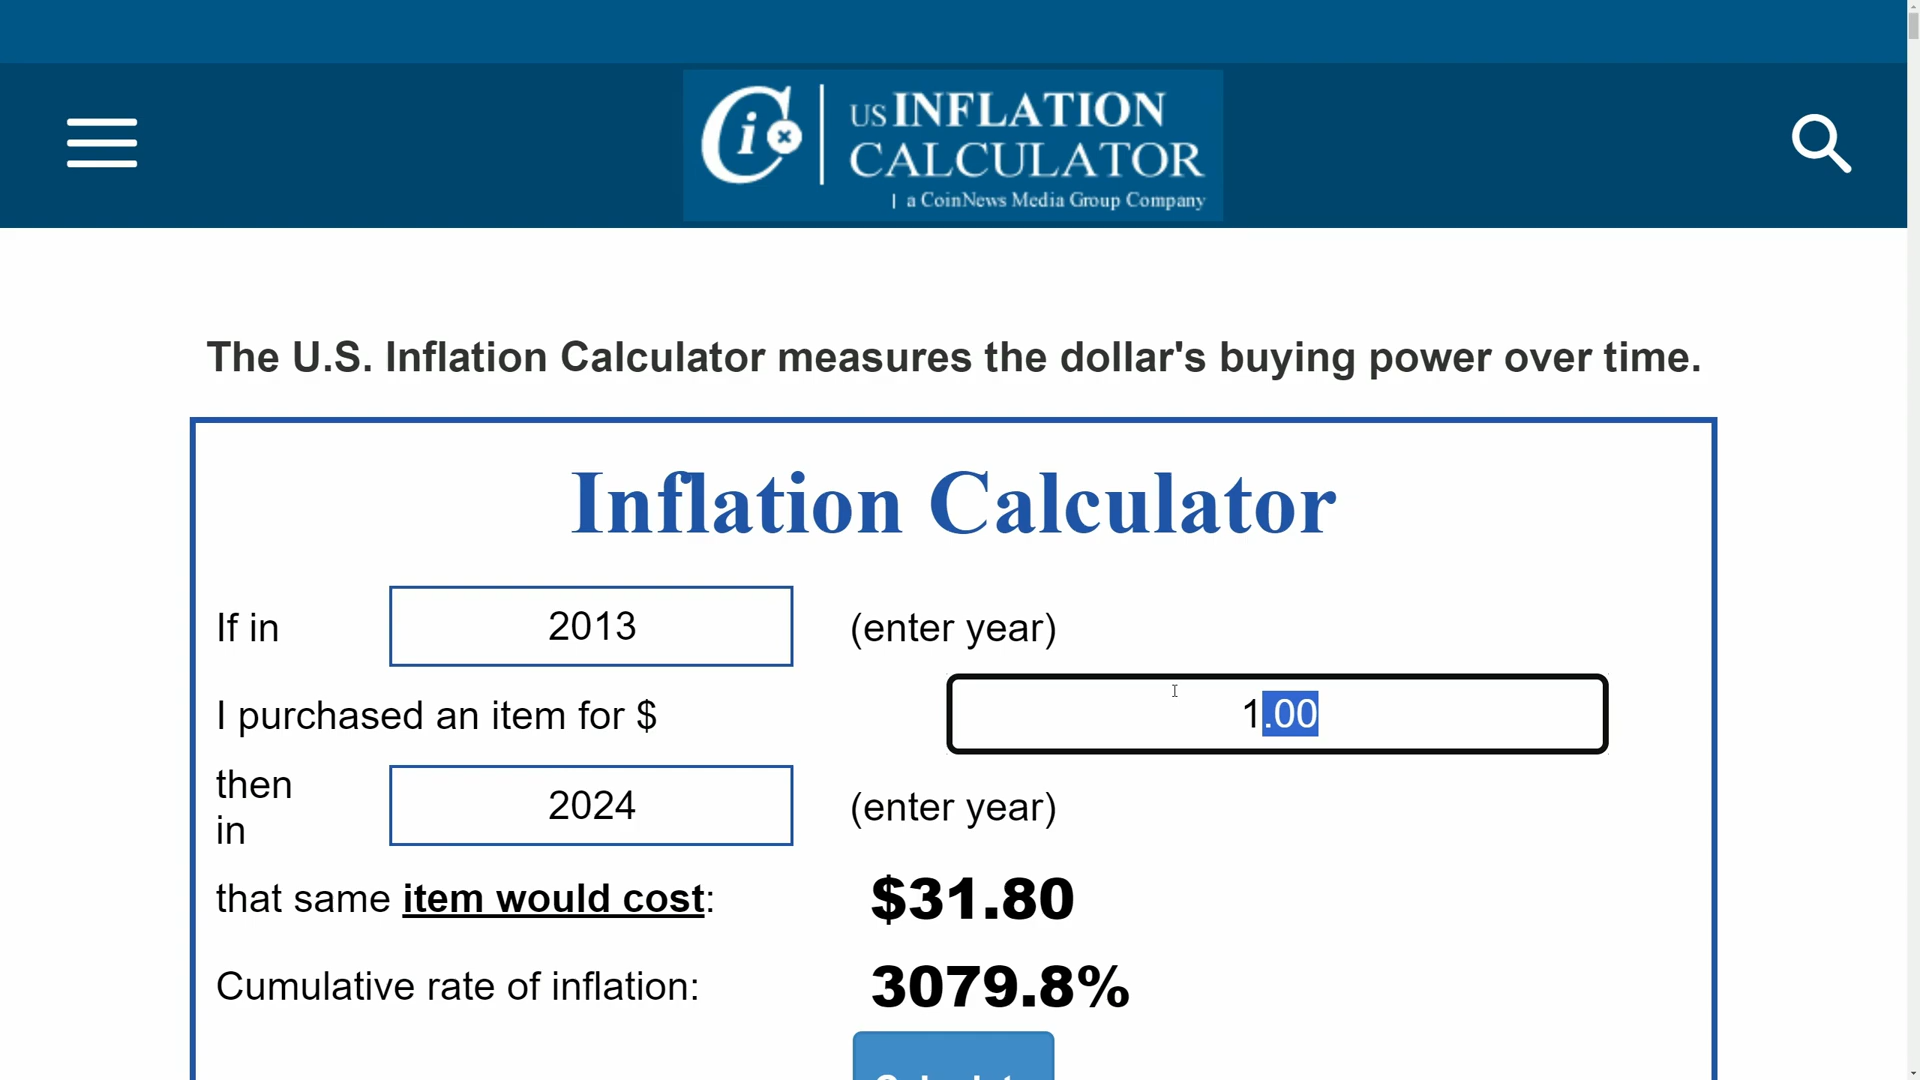 US INFLATION
CALCULATOR
| a CoinNews Media Group Company
The U.S. Inflation Calculator measures the dollar's buying power over time.
Inflation Calculator
If in 2013 (enter year)
I purchased an item for $ 1.00
then in 2024 (enter year)
that same item would cost: $31.80
Cumulative rate of inflation: 3079.8%